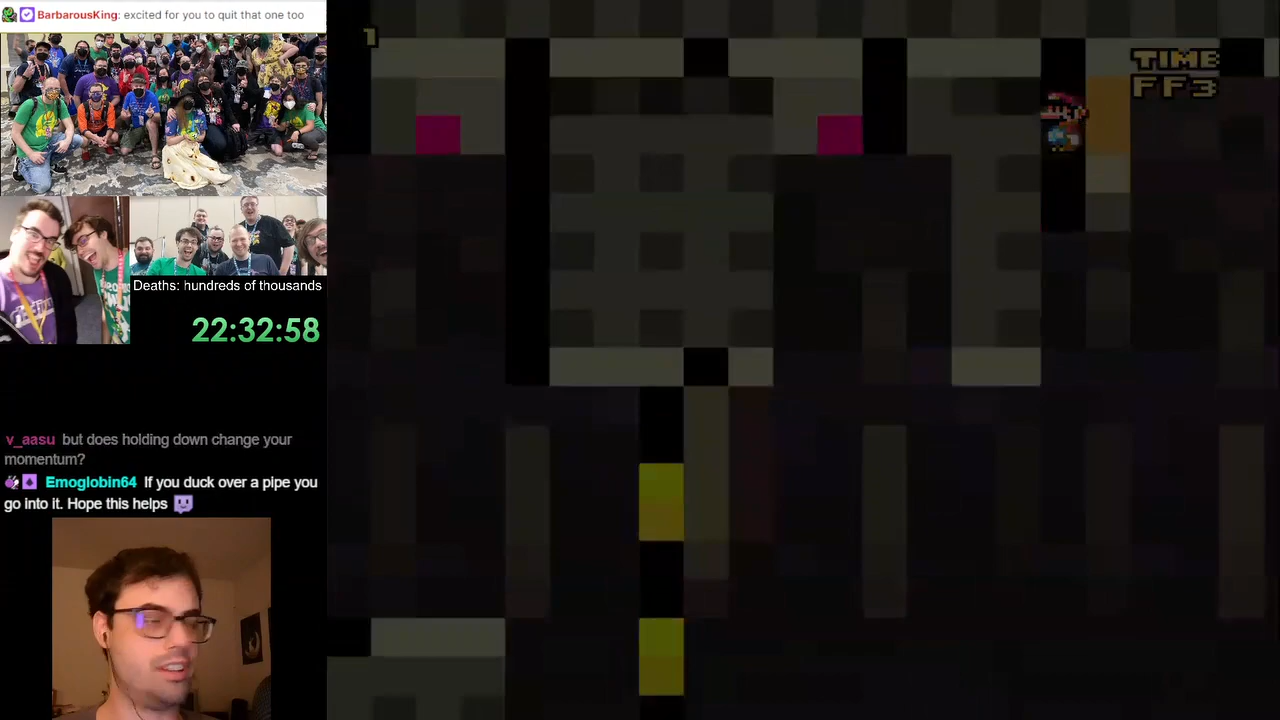 BarbarousKing: excited for you to quit that one too
1
TIME
FF3
Deaths: hundreds of thousands
22:32:58
v_aasu but does holding down change your
momentum?
Emoglobin64 If you duck over a pipe you
go into it. Hope this helps